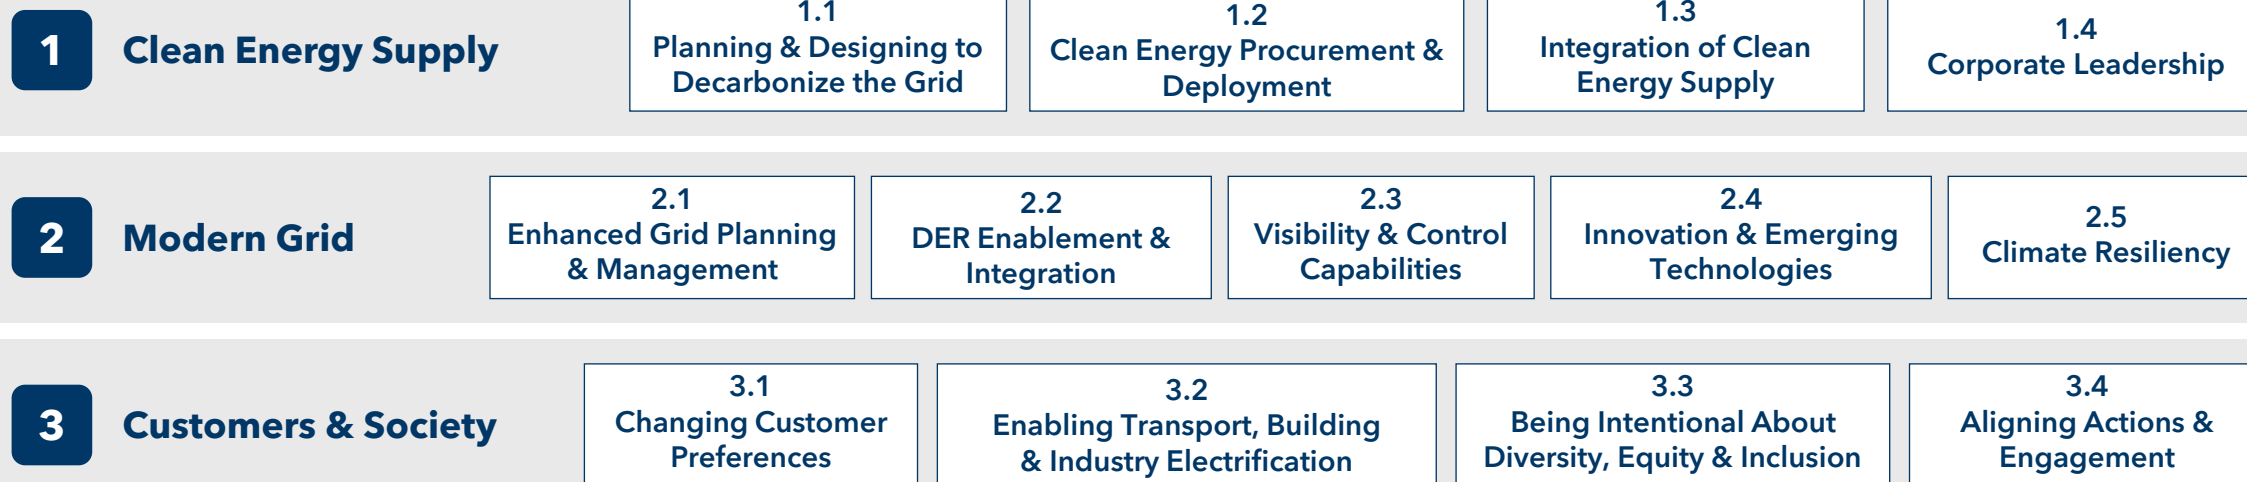 1
Clean Energy Supply
1.1
Planning & Designing to
Decarbonize the Grid
1.2
Clean Energy Procurement &
Deployment
1.3
Integration of Clean
Energy Supply
1.4
Corporate Leadership
2
Modern Grid
2.1
Enhanced Grid Planning
& Management
2.2
DER Enablement &
Integration
2.3
Visibility & Control
Capabilities
2.4
Innovation & Emerging
Technologies
2.5
Climate Resiliency
3
Customers & Society
3.1
Changing Customer
Preferences
3.2
Enabling Transport, Building
& Industry Electrification
3.3
Being Intentional About
Diversity, Equity & Inclusion
3.4
Aligning Actions &
Engagement